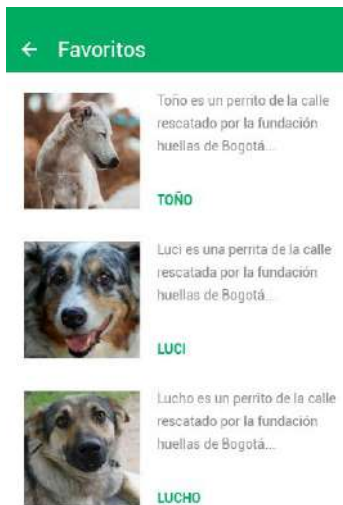 Favoritos
Toño es un perrito de la calle
rescatado por la fundación
huellas de Bogotá...
TOÑO
Luci es una perrita de la calle
rescatada por la fundación
huellas de Bogotá...
LUCI
Lucho es un perrito de la calle
rescatado por la fundación
huellas de Bogotá...
LUCHO